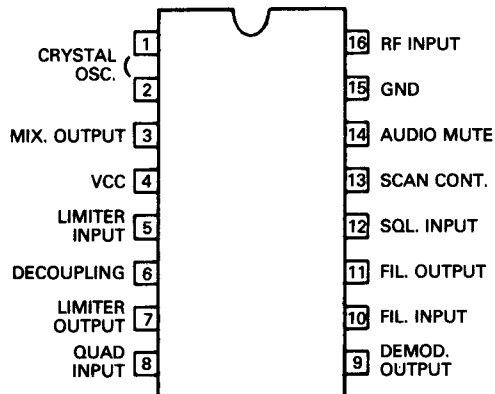 CRYSTAL
OSC.
1
2
MIX. OUTPUT 3
VCC 4
LIMITER
INPUT 5
DECOUPLING 6
LIMITER
OUTPUT 7
QUAD
INPUT 8
16 RF INPUT
15 GND
14 AUDIO MUTE
13 SCAN CONT.
12 SQL. INPUT
11 FIL. OUTPUT
10 FIL. INPUT
9 DEMOD.
OUTPUT